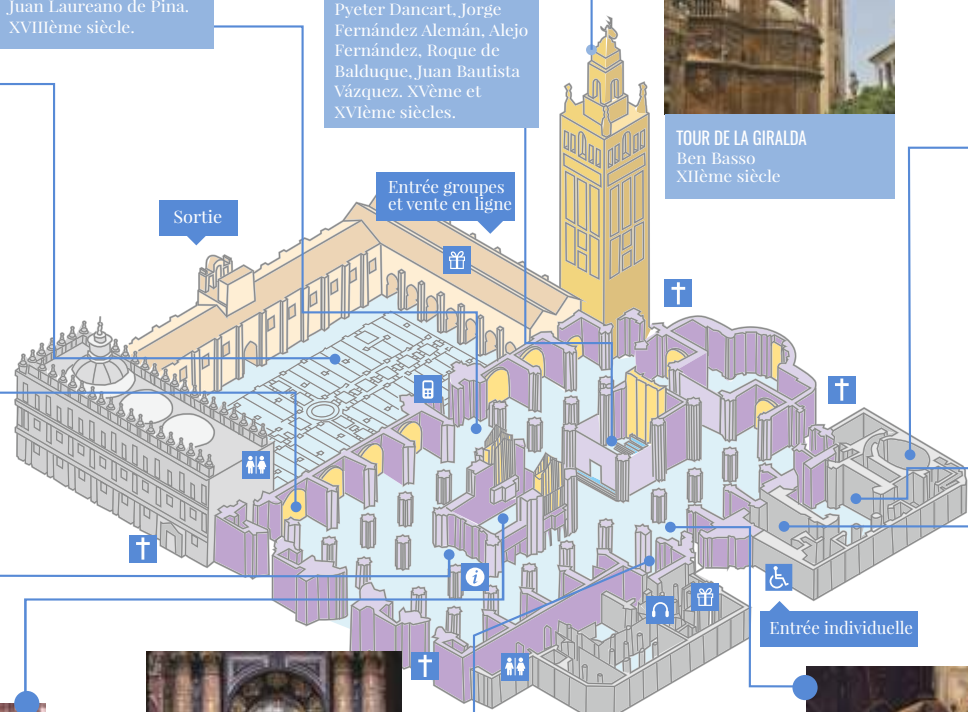 Juan Laureano de Pina.
XVIIIème siècle.
Pyeter Dancart, Jorge
Fernández Alemán, Alejo
Fernández, Roque de
Balduque, Juan Bautista
Vázquez. XVème et
XVIème siècles.
TOUR DE LA GIRALDA
Ben Basso
XIIème siècle
Entrée groupes
et vente en ligne
Sortie
i
Entrée individuelle